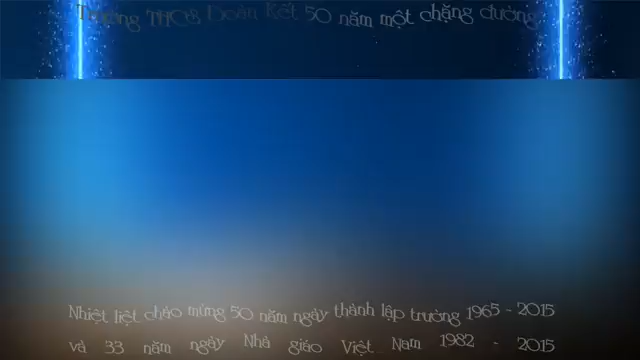 Trường THCS Đoàn Kết 50 năm một chặng đường
Nhiệt liệt chào mừng 50 năm ngày thành lập trường 1965 - 2015
và 33 năm ngày Nhà giáo Việt Nam 1982 - 2015